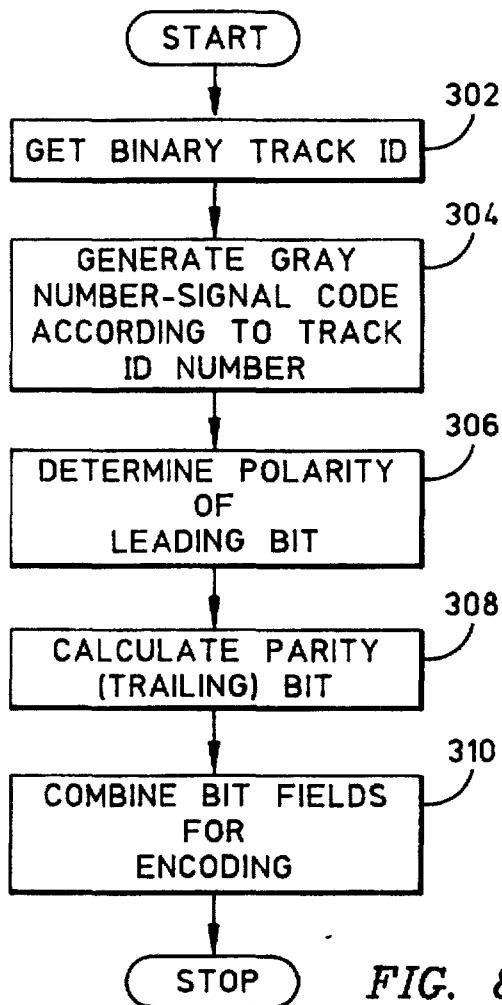 START
302
GET BINARY TRACK ID
304
GENERATE GRAY
NUMBER-SIGNAL CODE
ACCORDING TO TRACK
ID NUMBER
306
DETERMINE POLARITY
OF
LEADING BIT
308
CALCULATE PARITY
(TRAILING) BIT
310
COMBINE BIT FIELDS
FOR
ENCODING
STOP
FIG. 8